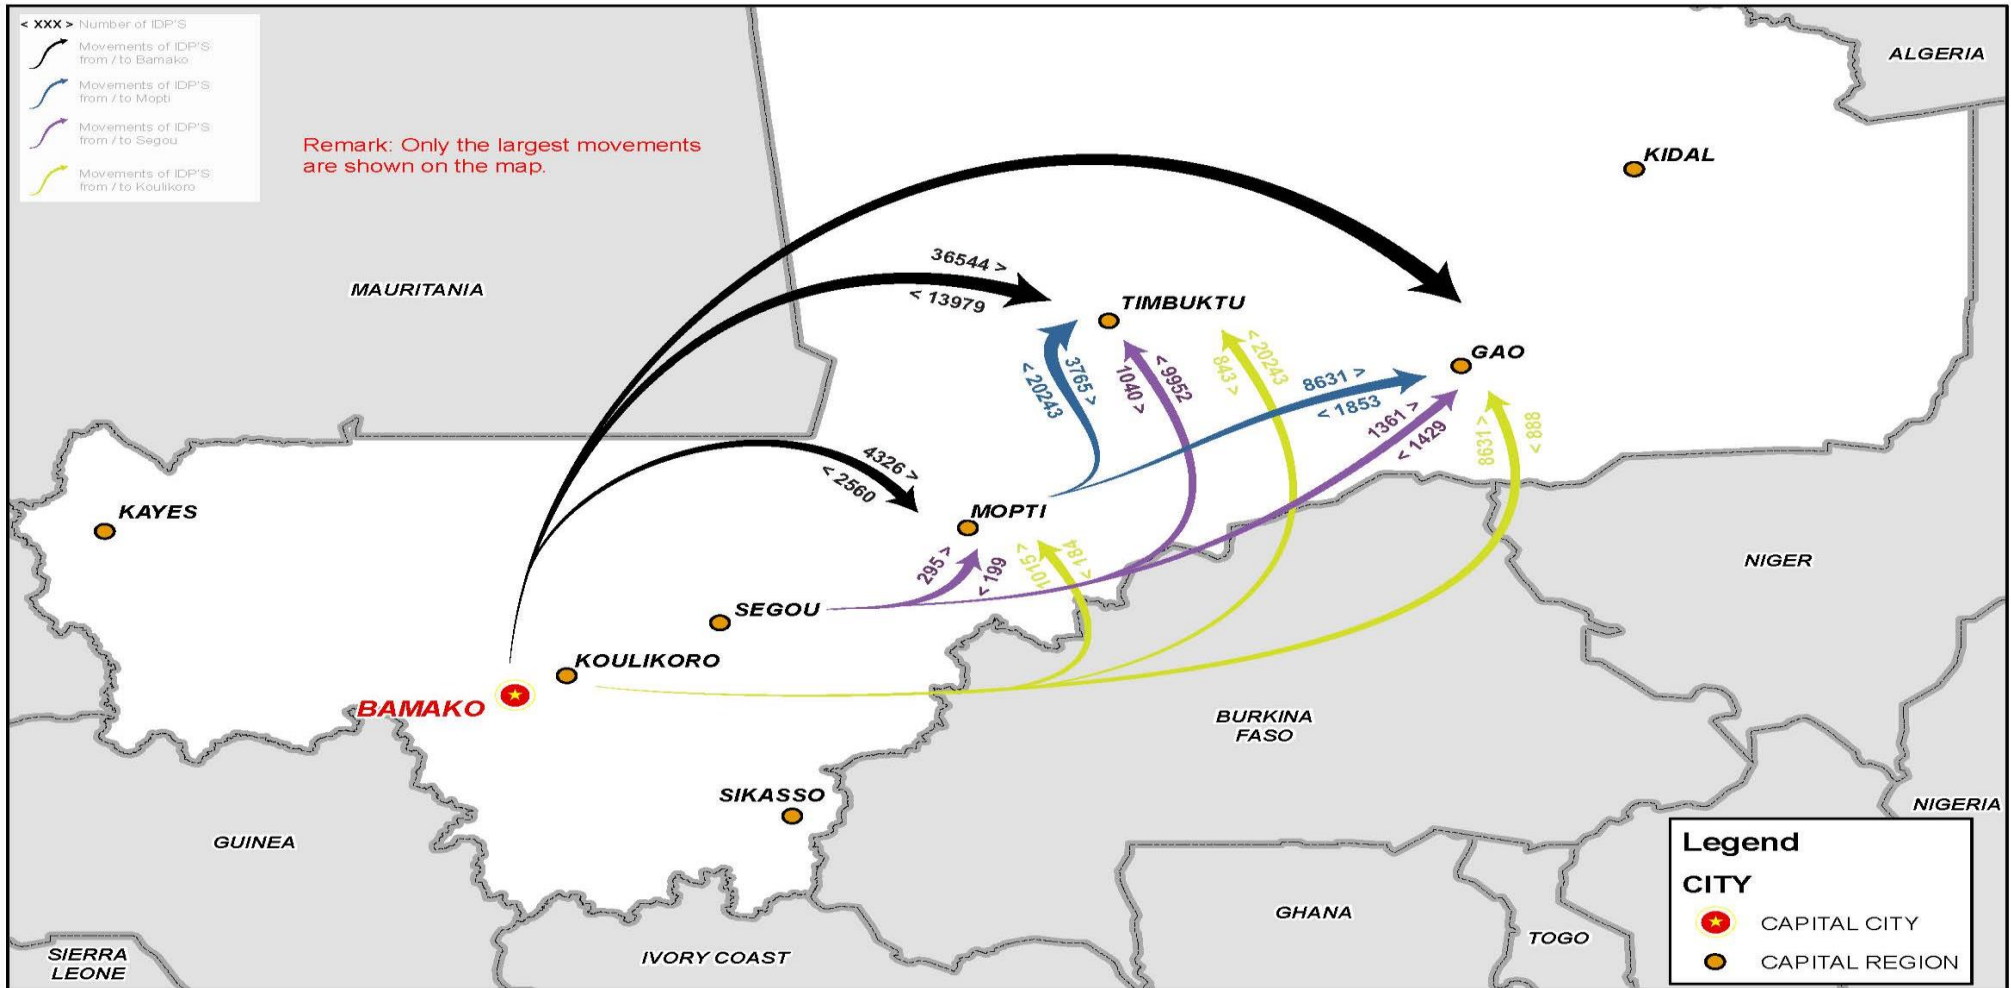 < XXX > Number of IDP'S
Movements of IDP'S
from / to Bamako
Movements of IDP'S
from / to Mopti
Movements of IDP'S
from / to Segou
Movements of IDP'S
from / to Koulikoro
Remark: Only the largest movements
are shown on the map.
ALGERIA
KIDAL
MAURITANIA
36544 >
< 13979
TIMBUKTU
GAO
3765 >
< 20243
1040 >
< 9952
843 >
< 20243
8631 >
< 1853
1361 >
< 1429
8631 >
< 888
4326 >
< 2560
KAYES
MOPTI
295 >
< 199
1015 >
< 184
NIGER
SEGOU
KOULIKORO
BAMAKO
BURKINA
FASO
SIKASSO
NIGERIA
GUINEA
GHANA
TOGO
IVORY COAST
SIERRA
LEONE
Legend
CITY
CAPITAL CITY
CAPITAL REGION